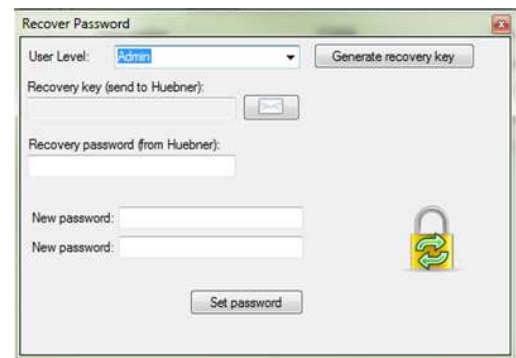 Recover Password
User Level: Admin Generate recovery key
Recovery key (send to Huebner):
Recovery password (from Huebner):
New password:
New password:
Set password